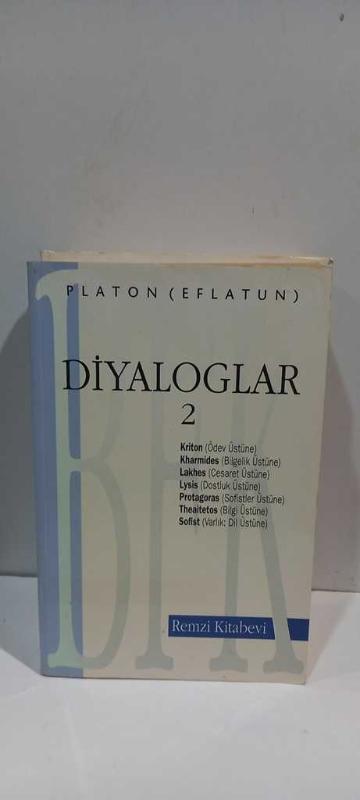 PLATON (EFLATUN)
DİYALOGLAR
2
Kriton (Ödev Üstüne)
Kharmides (Bilgelik Üstüne)
Lakhes (Cesaret Üstüne)
Lysis (Dostluk Üstüne)
Protagoras (Sofistler Üstüne)
Theaitetos (Bilgi Üstüne)
Sofist (Varlık; Dil Üstüne)
BFK
Remzi Kitabevi